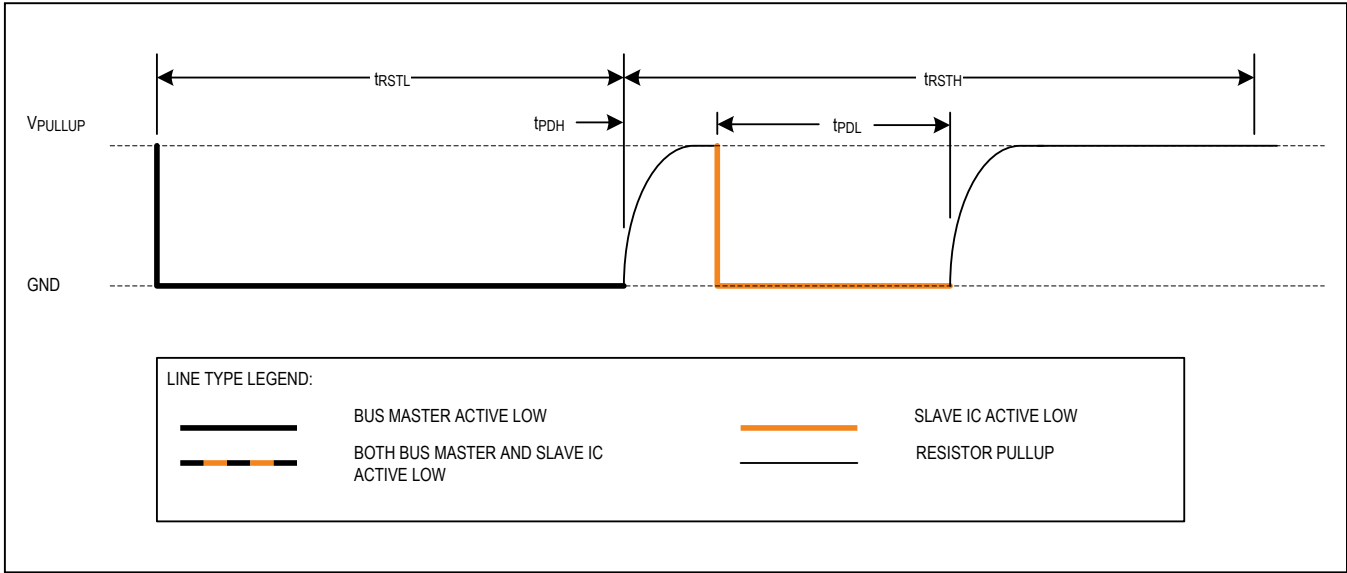 tRSTL
tRSTH
VPULLUP
tPDH
tPDL
GND
LINE TYPE LEGEND:
BUS MASTER ACTIVE LOW
SLAVE IC ACTIVE LOW
BOTH BUS MASTER AND SLAVE IC
ACTIVE LOW
RESISTOR PULLUP